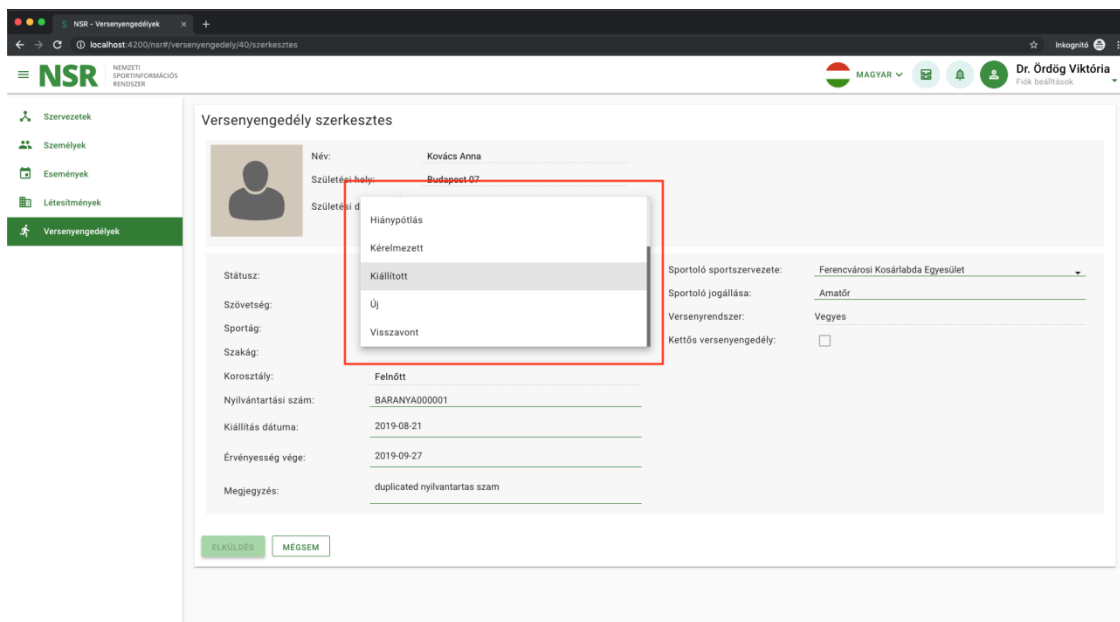 NSR - Versenyengedélyek
localhost:4200/nsr#/versenyengedely/40/szerkesztes
Inkognitó
NSR
NEMZETI
SPORTINFORMÁCIÓS
RENDSZER
MAGYAR
Dr. Ördög Viktória
Fiók beállítások
Szervezetek
Személyek
Események
Létesítmények
Versenyengedélyek
Versenyengedély szerkesztes
Név: Kovács Anna
Születési hely: Budapest 07
Születési d
Hiánypótlás
Kérelmezett
Kiállított
Új
Visszavont
Státusz:
Szövetség:
Sportág:
Szakág:
Korosztály: Felnőtt
Nyilvántartási szám: BARANYA000001
Kiállítás dátuma: 2019-08-21
Érvényesség vége: 2019-09-27
Megjegyzés: duplicated nyilvantartas szam
Sportoló sportszervezete: Ferencvárosi Kosárlabda Egyesület
Sportoló jogállása: Amatőr
Versenyrendszer: Vegyes
Kettős versenyengedély:
ELKÜLDÉS MÉGSEM